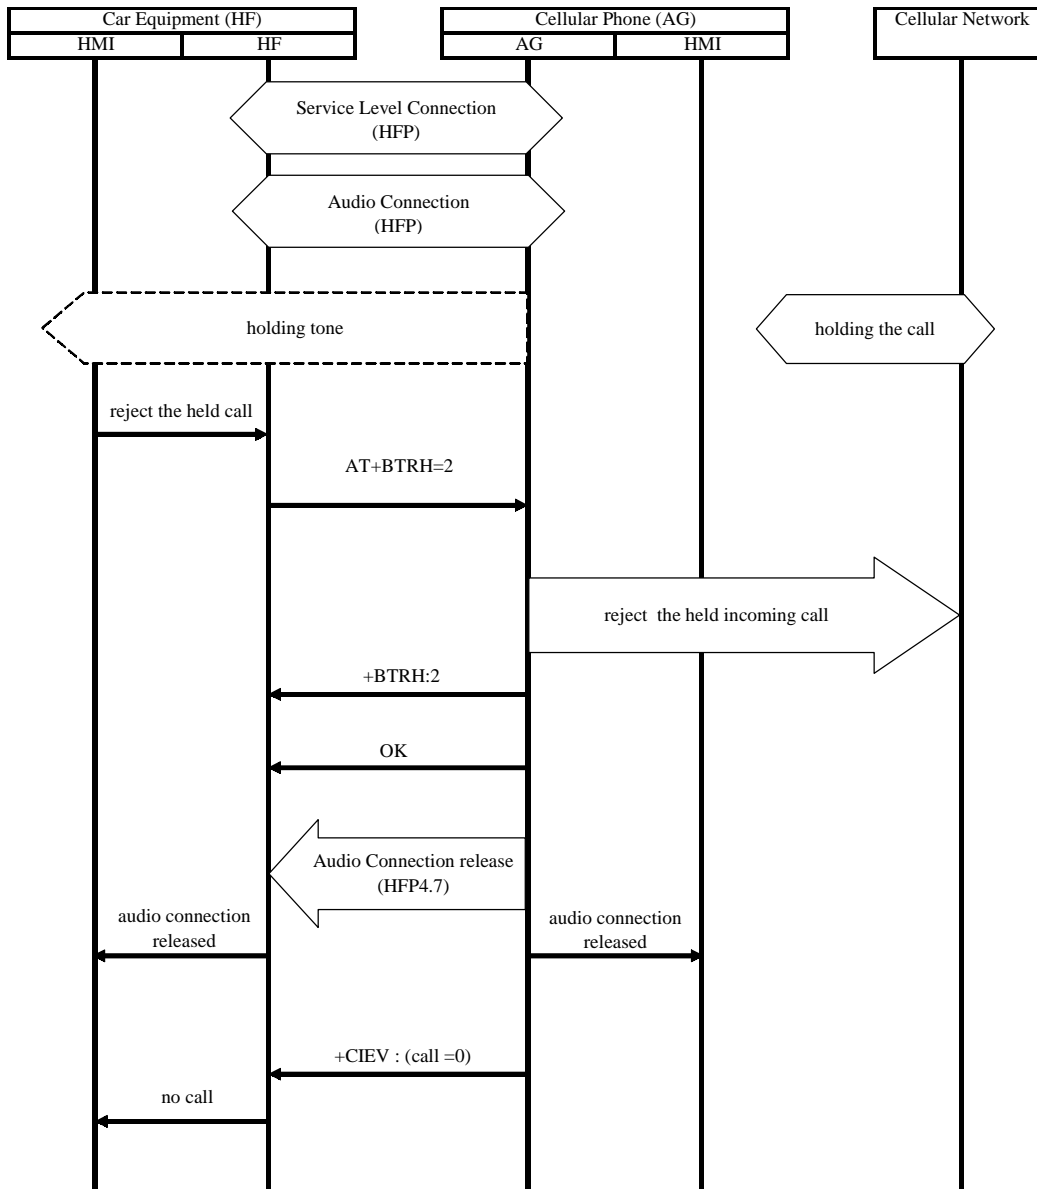 Car Equipment (HF)
Cellular Phone (AG)
Cellular Network
HMI
HF
AG
HMI
Service Level Connection
(HFP)
Audio Connection
(HFP)
holding tone
holding the call
reject the held call
AT+BTRH=2
reject the held incoming call
+BTRH:2
OK
Audio Connection release
(HFP4.7)
audio connection
released
audio connection
released
+CIEV : (call =0)
no call